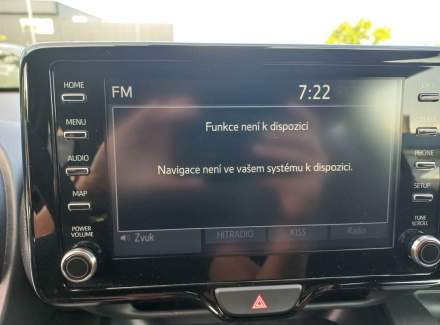 HOME
MENU
AUDIO
MAP
POWER
VOLUME
FM
7:22
Funkce není k dispozici
Navigace není ve vašem systému k dispozici.
Zvuk
HITRADIO
KISS
Radio
PHONE
SETUP
TUNE
SCROLL